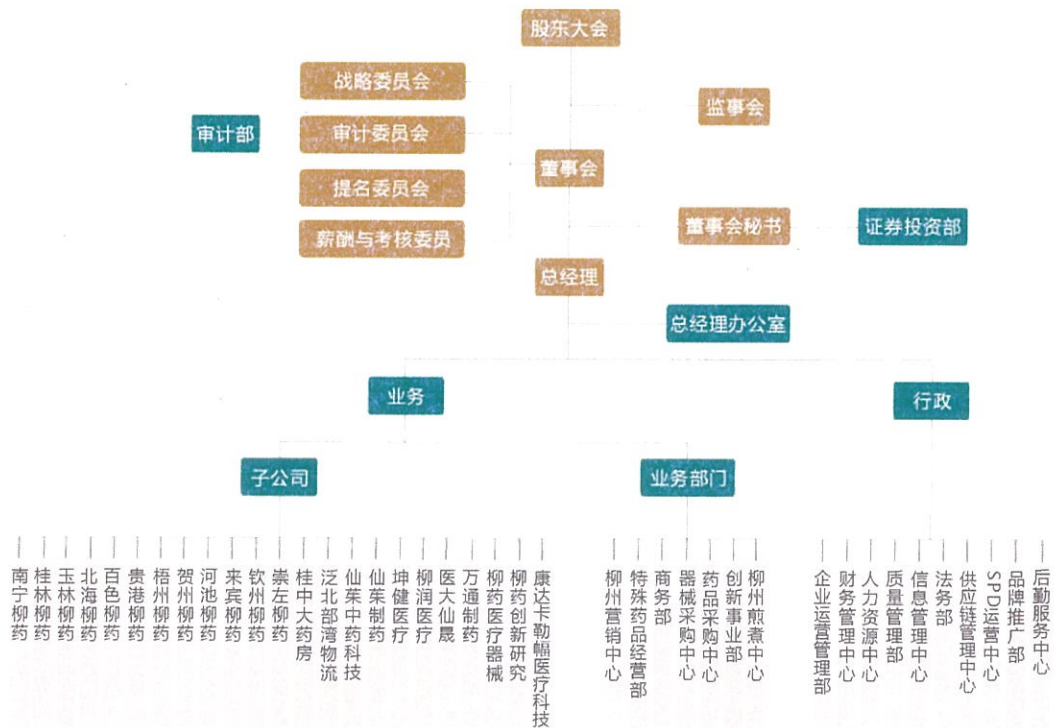 股东大会
战略委员会
监事会
审计部
审计委员会
董事会
提名委员会
董事会秘书
证券投资部
薪酬与考核委员
总经理
总经理办公室
业务
行政
子公司
业务部门
南宁柳药
桂林柳药
玉林柳药
北海柳药
百色柳药
贵港柳药
梧州柳药
贺州柳药
河池柳药
来宾柳药
钦州柳药
崇左柳药
桂中大药房
泛北部湾物流
仙茱中药科技
仙茱制药
坤健医疗
柳润医疗
医大仙晟
万通制药
柳药医疗器械
柳药创新研究
康达卡勒幅医疗科技
柳州营销中心
特殊药品经营部
商务部
器械采购中心
药品采购中心
创新事业部
柳州煎煮中心
企业运营管理部
财务管理中心
人力资源中心
质量管理部
信息管理中心
法务部
供应链管理中心
SPD运营中心
品牌推广部
后勤服务中心